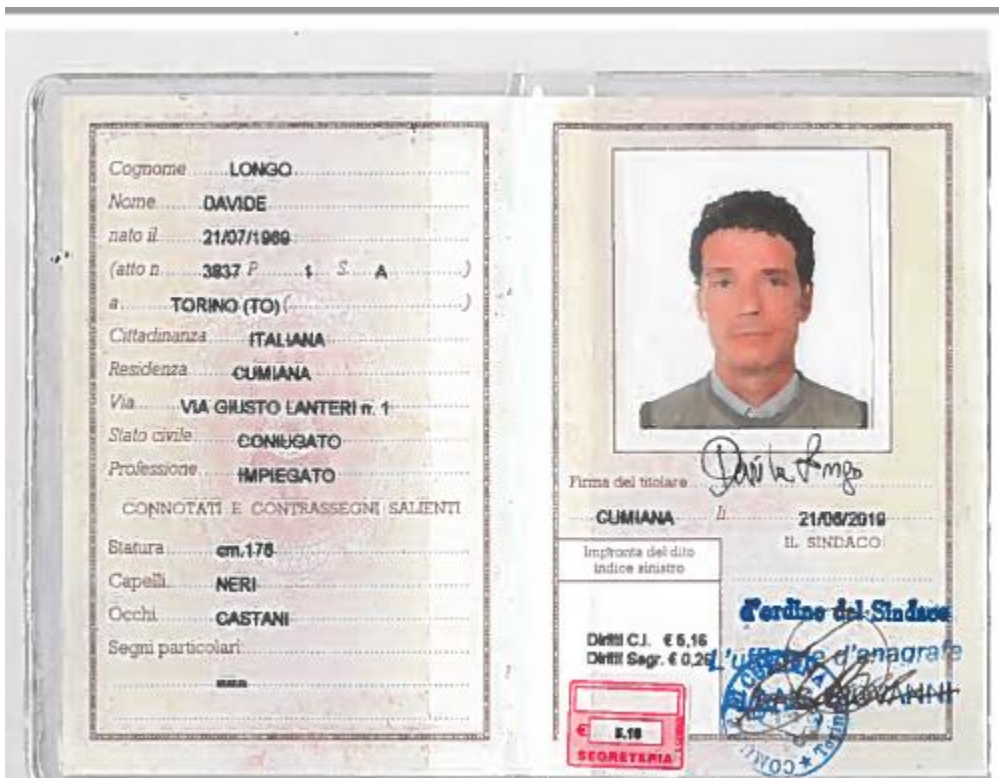 Cognome LONGO
Nome DAVIDE
nato il 21/07/1969
(atto n. 3837 P. 1 S. A )
a TORINO (TO) ( )
Cittadinanza ITALIANA
Residenza CUMIANA
Via VIA GIUSTO LANTERI n. 1
Stato civile CONIUGATO
Professione IMPIEGATO
CONNOTATI E CONTRASSEGNI SALIENTI
Statura cm.178
Capelli NERI
Occhi CASTANI
Segni particolari
Firma del titolare Davide Longo
CUMIANA li 21/06/2019
IL SINDACO
Impronta del dito
indice sinistro
d'ordine del Sindaco
Diritti C.I. € 5,16
Diritti Segr. € 0,26
L'ufficiale d'anagrafe
€ 5.16
SEGRETERIA